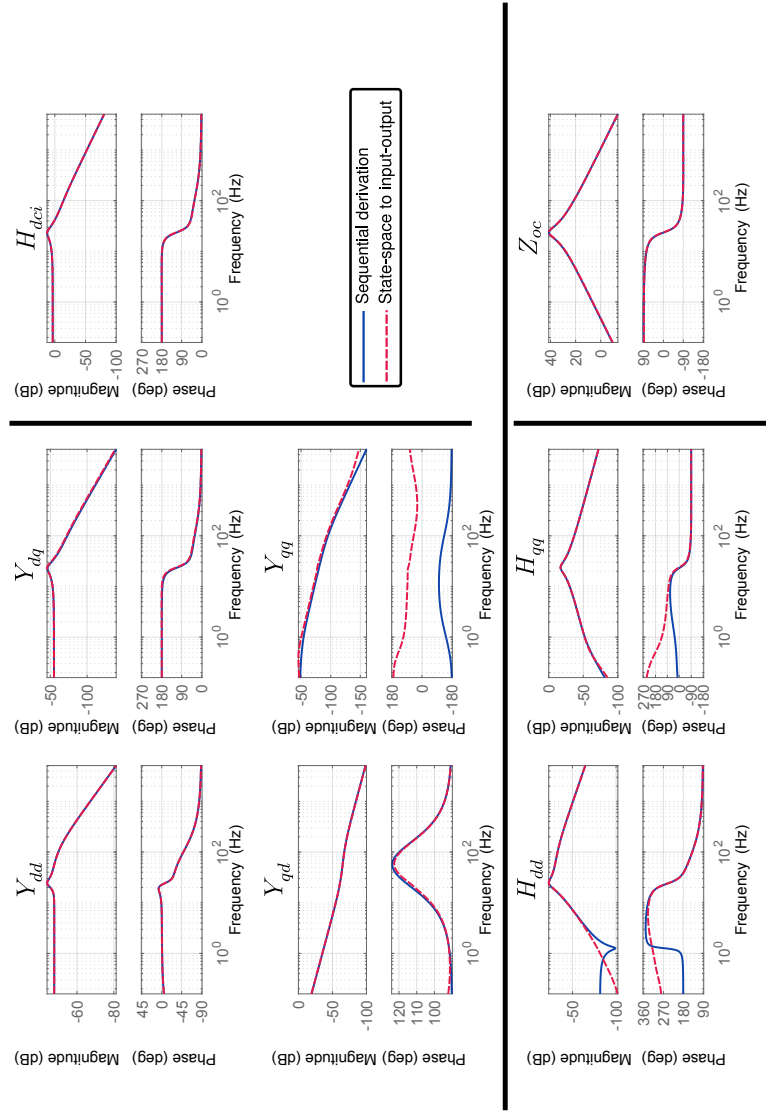 Y_dd
Magnitude (dB)
-60
-80
Phase (deg)
45
0
-45
-90
10^0 10^2
Frequency (Hz)
Y_dq
Magnitude (dB)
-50
-100
Phase (deg)
270
180
90
0
10^0 10^2
Frequency (Hz)
H_dci
Magnitude (dB)
0
-50
-100
Phase (deg)
270
180
90
0
10^0 10^2
Frequency (Hz)
Y_qd
Magnitude (dB)
0
-50
-100
Phase (deg)
120
100
10^0 10^2
Frequency (Hz)
Y_qq
Magnitude (dB)
-50
-100
-150
Phase (deg)
180
0
-180
10^0 10^2
Frequency (Hz)
Sequential derivation
State-space to input-output
H_dd
Magnitude (dB)
-50
-100
Phase (deg)
360
270
180
90
10^0 10^2
Frequency (Hz)
H_qq
Magnitude (dB)
0
-50
-100
Phase (deg)
270
180
90
0
-90
-180
10^0 10^2
Frequency (Hz)
Z_oc
Magnitude (dB)
40
20
0
Phase (deg)
90
0
-90
-180
10^0 10^2
Frequency (Hz)